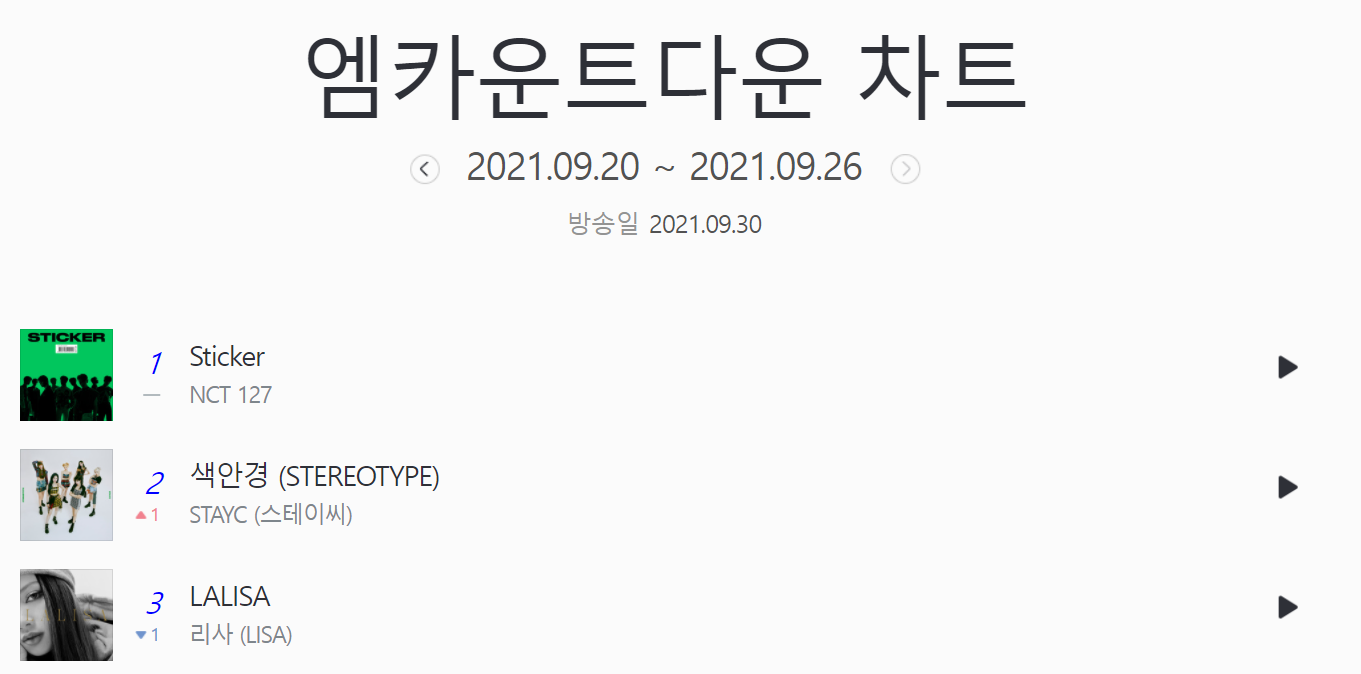 엠카운트다운 차트
2021.09.20 ~ 2021.09.26
방송일 2021.09.30
STICKER
1
Sticker
NCT 127
2
색안경 (STEREOTYPE)
1
STAYC (스테이씨)
LALISA
3
LALISA
1
리사 (LISA)